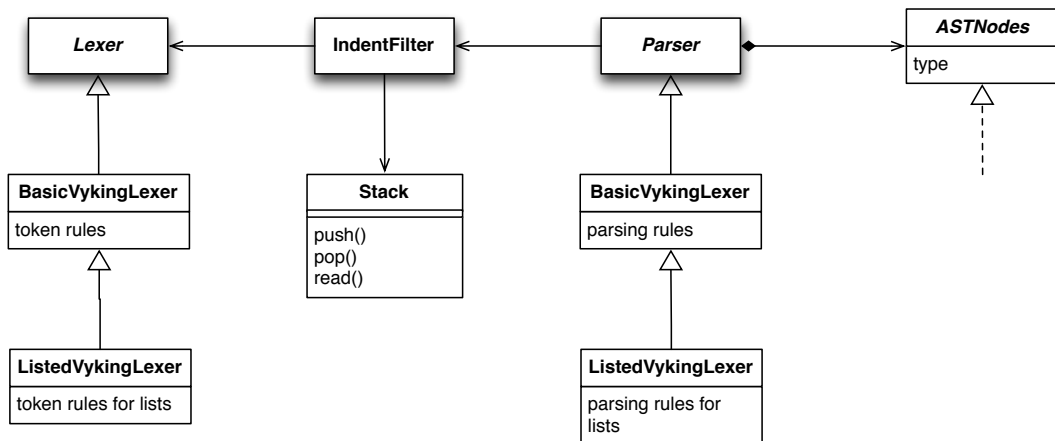 Lexer
IndentFilter
Parser
ASTNodes
type
BasicVykingLexer
token rules
Stack
push()
pop()
read()
BasicVykingLexer
parsing rules
ListedVykingLexer
token rules for lists
ListedVykingLexer
parsing rules for
lists